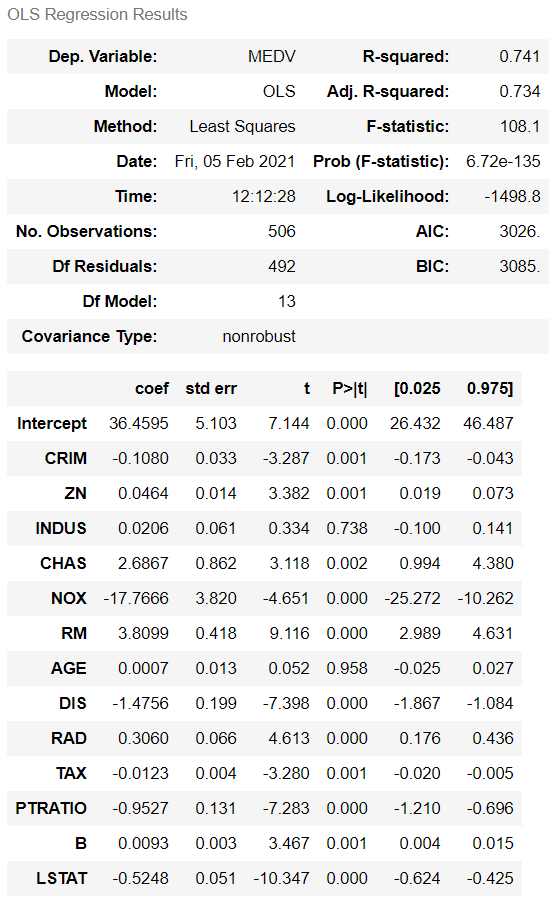 OLS Regression Results
Dep. Variable: MEDV R-squared: 0.741
Model: OLS Adj. R-squared: 0.734
Method: Least Squares F-statistic: 108.1
Date: Fri, 05 Feb 2021 Prob (F-statistic): 6.72e-135
Time: 12:12:28 Log-Likelihood: -1498.8
No. Observations: 506 AIC: 3026.
Df Residuals: 492 BIC: 3085.
Df Model: 13
Covariance Type: nonrobust
coef std err t P>|t| [0.025 0.975]
Intercept 36.4595 5.103 7.144 0.000 26.432 46.487
CRIM -0.1080 0.033 -3.287 0.001 -0.173 -0.043
ZN 0.0464 0.014 3.382 0.001 0.019 0.073
INDUS 0.0206 0.061 0.334 0.738 -0.100 0.141
CHAS 2.6867 0.862 3.118 0.002 0.994 4.380
NOX -17.7666 3.820 -4.651 0.000 -25.272 -10.262
RM 3.8099 0.418 9.116 0.000 2.989 4.631
AGE 0.0007 0.013 0.052 0.958 -0.025 0.027
DIS -1.4756 0.199 -7.398 0.000 -1.867 -1.084
RAD 0.3060 0.066 4.613 0.000 0.176 0.436
TAX -0.0123 0.004 -3.280 0.001 -0.020 -0.005
PTRATIO -0.9527 0.131 -7.283 0.000 -1.210 -0.696
B 0.0093 0.003 3.467 0.001 0.004 0.015
LSTAT -0.5248 0.051 -10.347 0.000 -0.624 -0.425